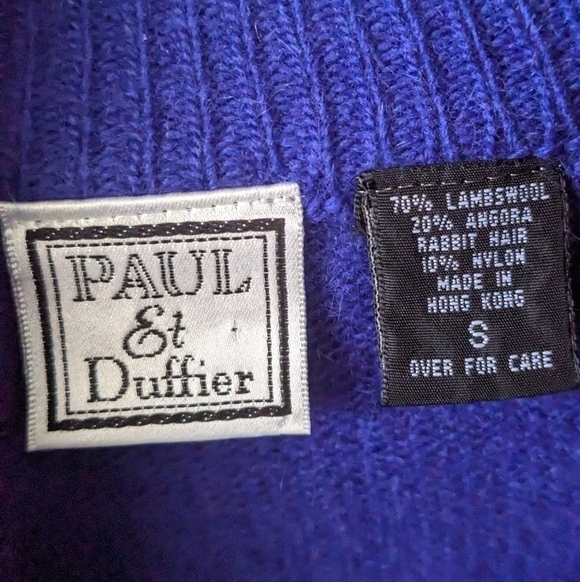 PAUL
Et
Duffier
70% LAMBSWOOL
20% ANGORA
RABBIT HAIR
10% NYLON
MADE IN
HONG KONG
S
OVER FOR CARE